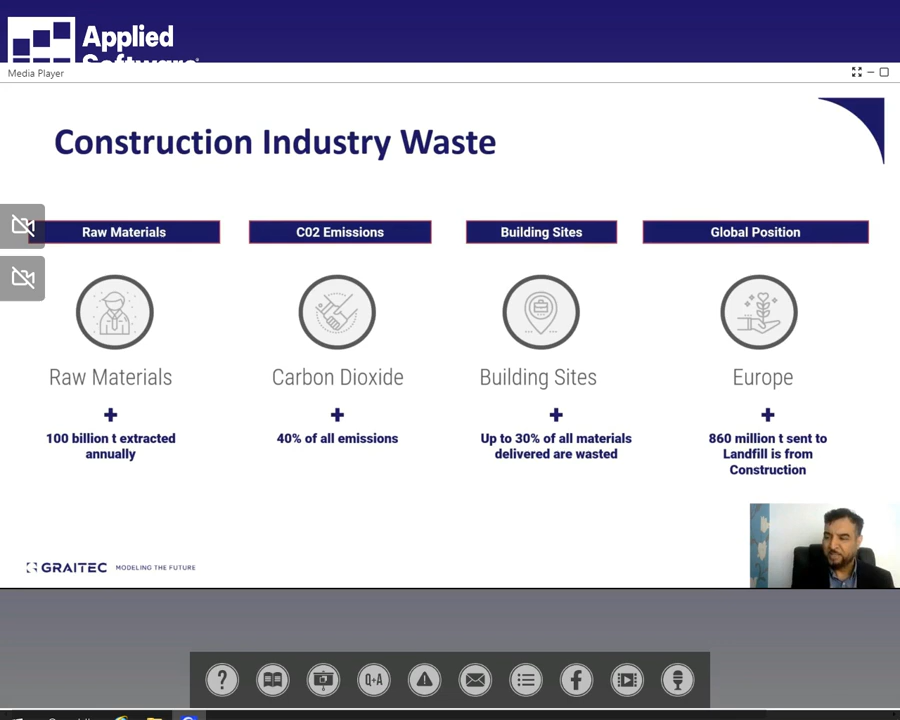 Applied
Software
Media Player
Construction Industry Waste
Raw Materials
C02 Emissions
Building Sites
Global Position
Raw Materials
Carbon Dioxide
Building Sites
Europe
100 billion t extracted
annually
40% of all emissions
Up to 30% of all materials
delivered are wasted
860 million t sent to
Landfill is from
Construction
GRAITEC MODELING THE FUTURE
?
Q+A
f